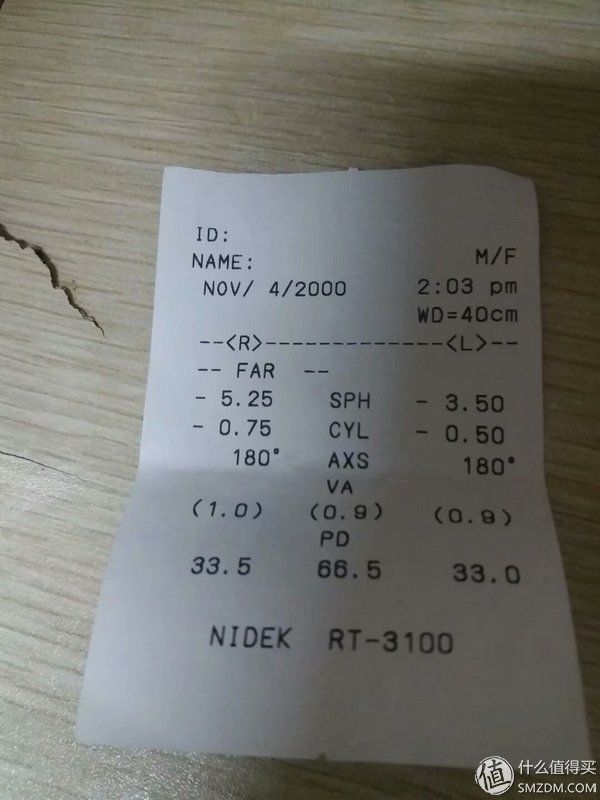 ID:
NAME: M/F
NOV/ 4/2000 2:03 pm
WD=40cm
--<R>-------------<L>--
-- FAR --
- 5.25 SPH - 3.50
- 0.75 CYL - 0.50
180° AXS 180°
VA
(1.0) (0.9) (0.9)
PD
33.5 66.5 33.0
NIDEK RT-3100
值 什么值得买
SMZDM.COM